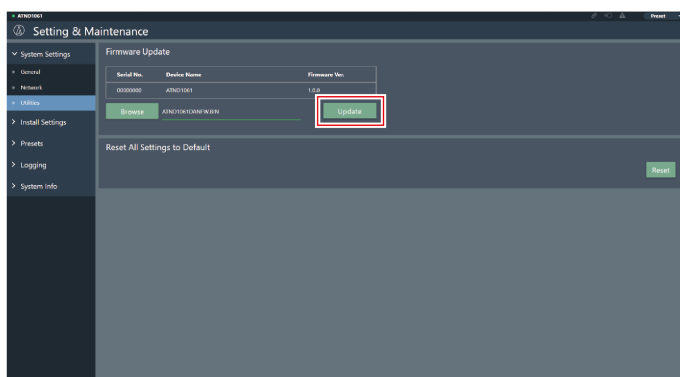 ATND1061
Preset
Setting & Maintenance
System Settings
General
Network
Utilities
Install Settings
Presets
Logging
System Info
Firmware Update
Serial No. Device Name Firmware Ver.
00000000 ATND1061 1.0.0
Browse ATND1061DANFW.BIN Update
Reset All Settings to Default
Reset